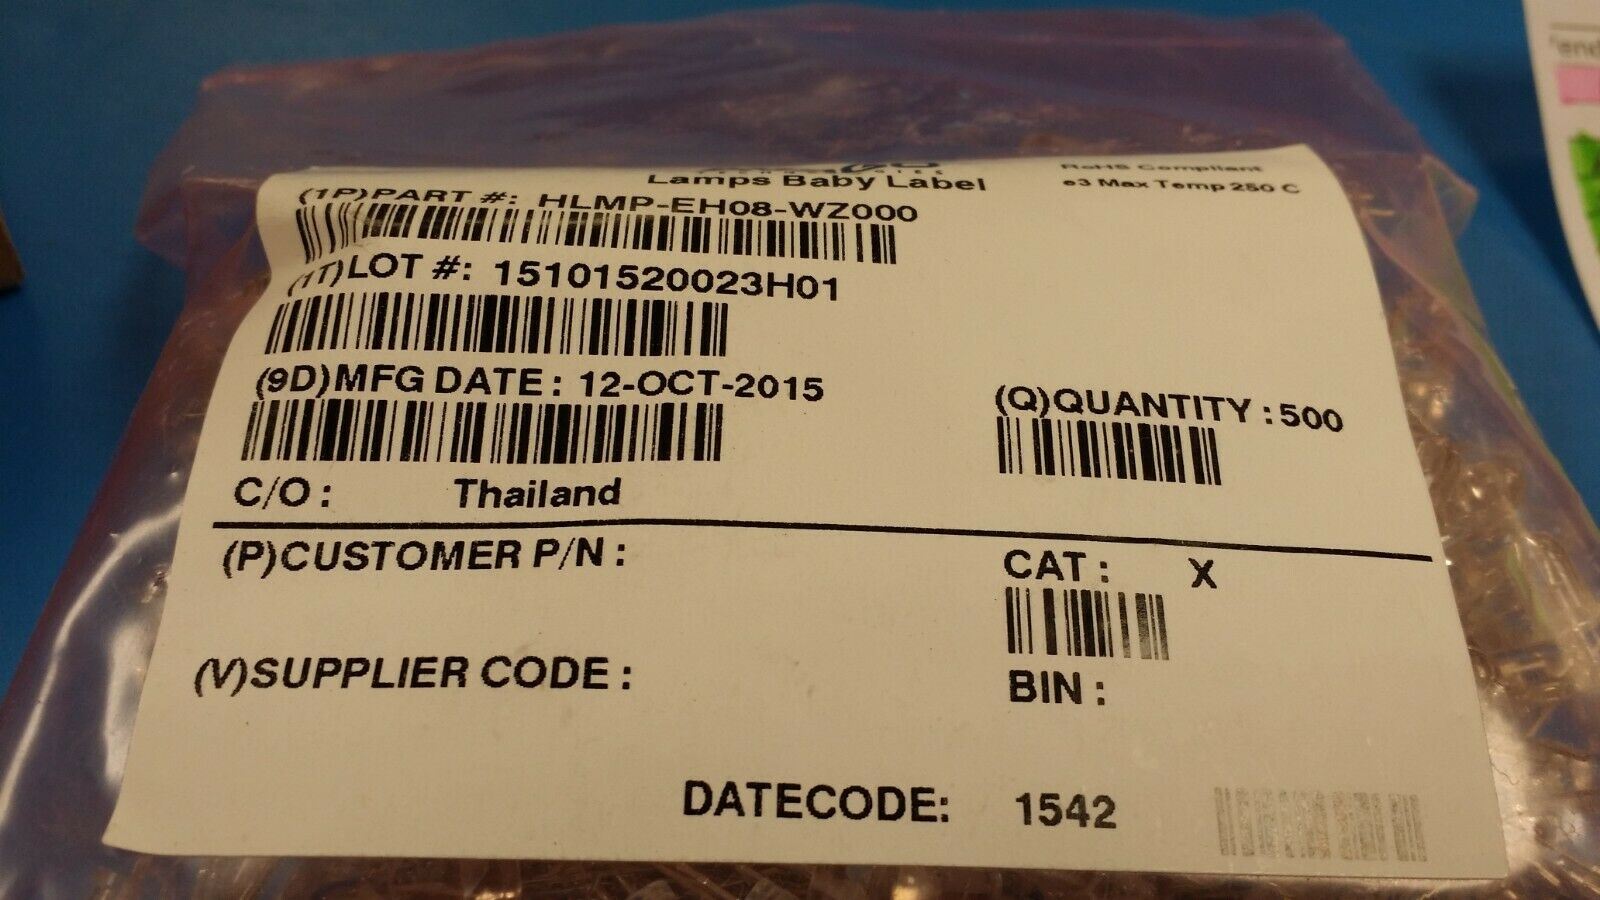 Lamps Baby Label
RoHS Compliant
e3 Max Temp 250 C
(1P)PART #: HLMP-EH08-WZ000
(1T)LOT #: 15101520023H01
(9D)MFG DATE : 12-OCT-2015
(Q)QUANTITY : 500
C/O : Thailand
(P)CUSTOMER P/N :
CAT : X
(V)SUPPLIER CODE :
BIN :
DATECODE: 1542